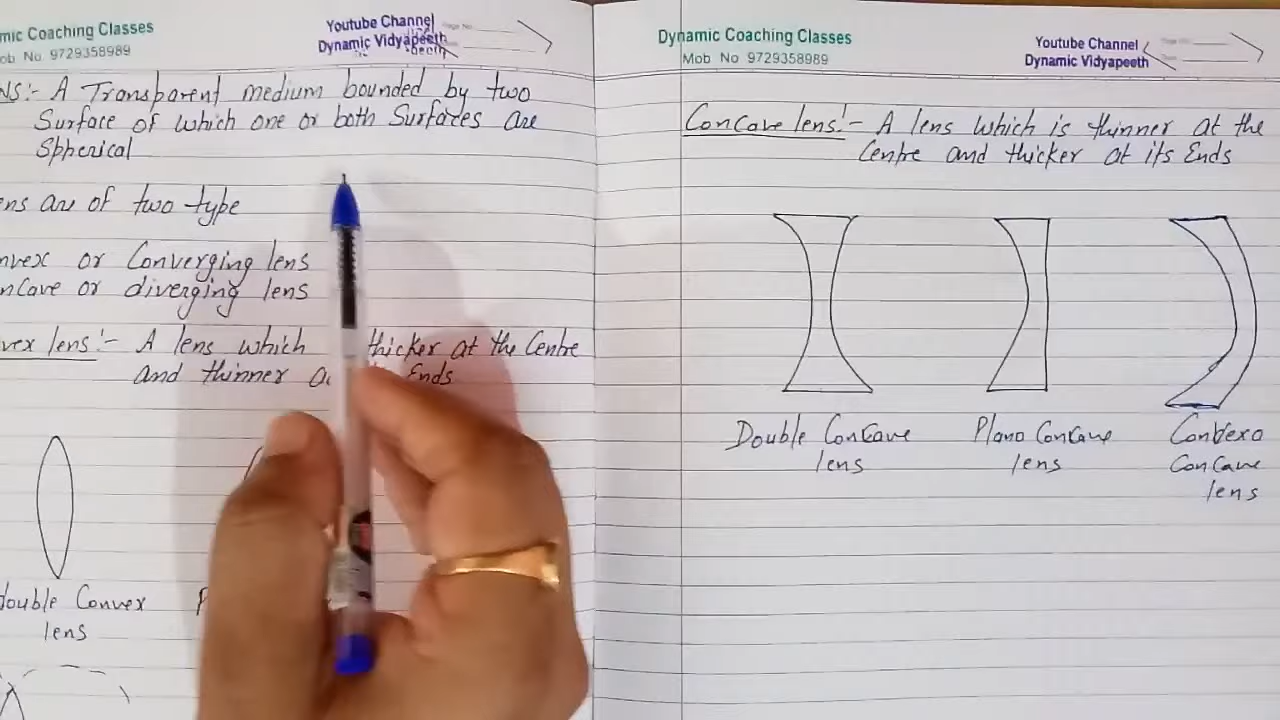 mic Coaching Classes
ob No 9729358989
Youtube Channel
Dynamic Vidyapeeth
NS:- A Transparent medium bounded by two
Surface of which one or both Surfaces are
Spherical
ens are of two type
nvex or Converging lens
ncave or diverging lens
vex lens:- A lens which thicker at the Centre
and thinner Ends
double Convex
lens
Dynamic Coaching Classes
Mob No 9729358989
Youtube Channel
Dynamic Vidyapeeth
Concave lens:- A lens which is thinner at the
Centre and thicker at its Ends
Double Concave
lens
Plano Concave
lens
Convexo
Concave
lens